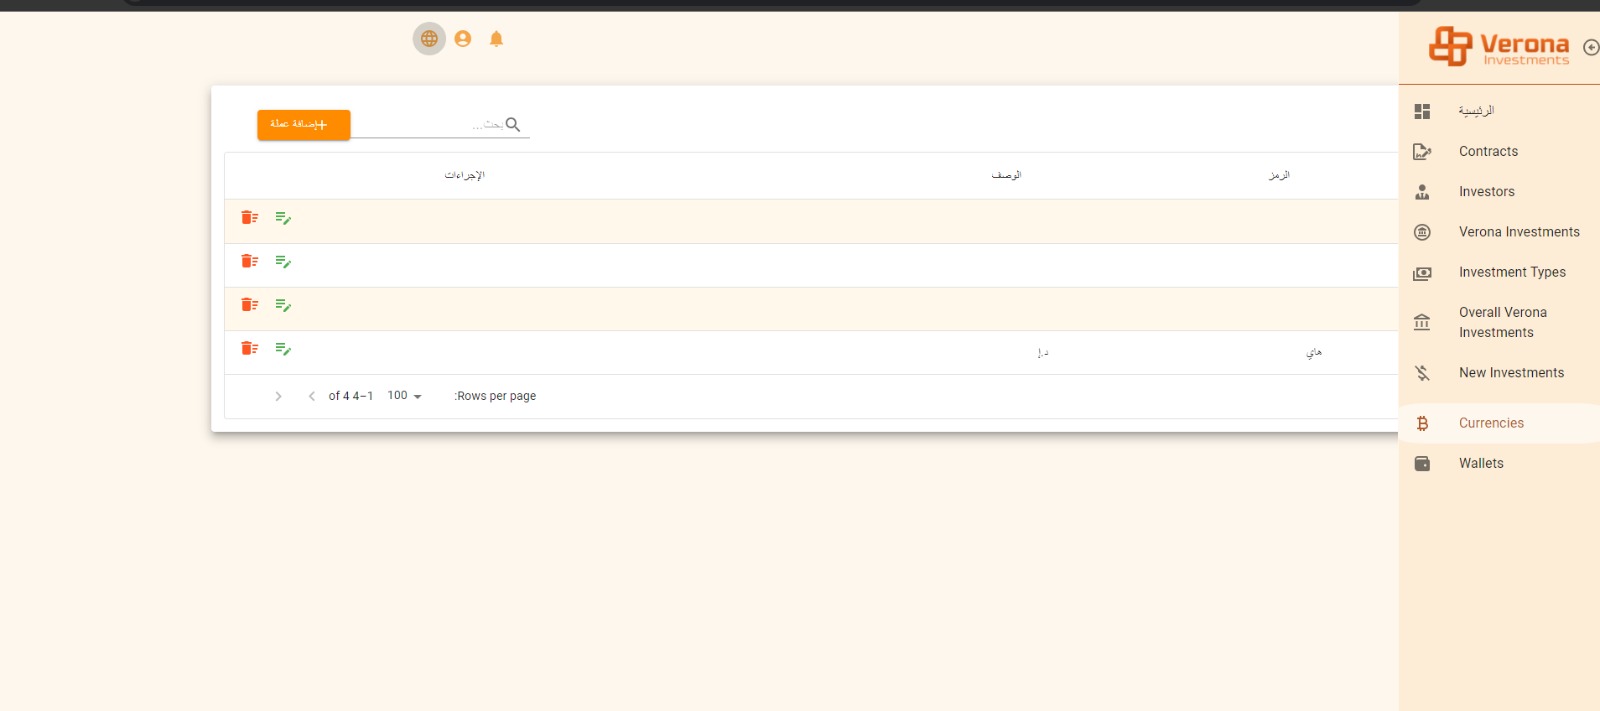 Verona
Investments
الرئيسية
Contracts
Investors
Verona Investments
Investment Types
Overall Verona
Investments
New Investments
Currencies
Wallets
بحث...
إضافة عملة
الرمز
الوصف
الإجراءات
هاي
د.إ
:Rows per page
100
of 4 4–1